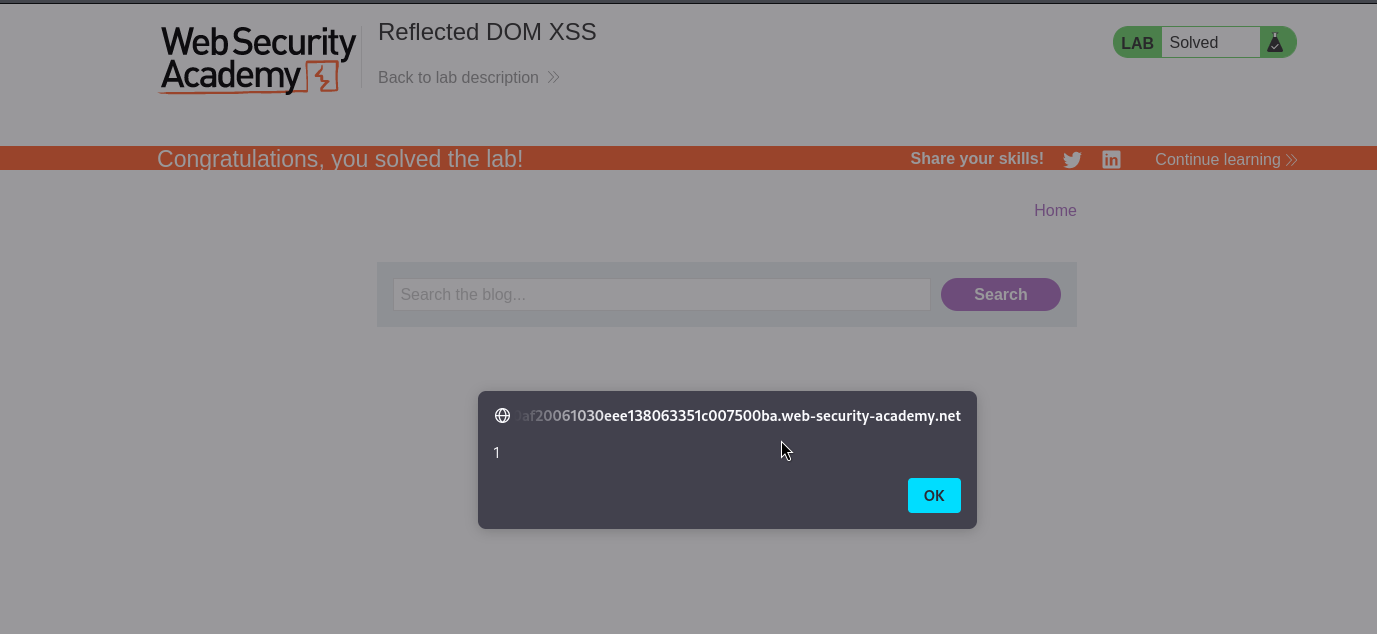 Web Security
Academy
Reflected DOM XSS
Back to lab description
LAB Solved
Congratulations, you solved the lab!
Share your skills!
Continue learning
Home
Search the blog...
Search
af20061030eee138063351c007500ba.web-security-academy.net
1
OK